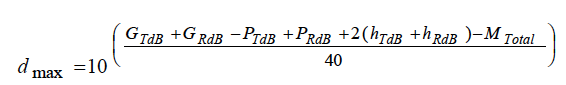 d_max = 10^((G_TdB + G_RdB − P_TdB + P_RdB + 2(h_TdB + h_RdB) − M_Total) / 40)